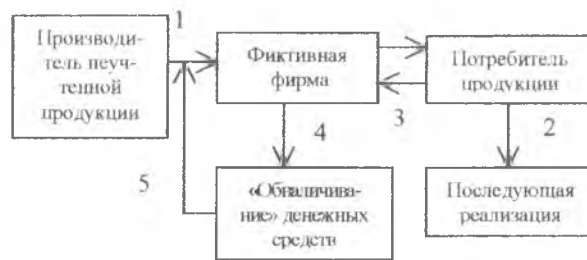 1
Производи-
тель неуч-
тенной
продукции
Фиктивная
фирма
Потребитель
продукции
3
4
2
5
«Обналичива-
ние» денежных
средств
Последующая
реализация